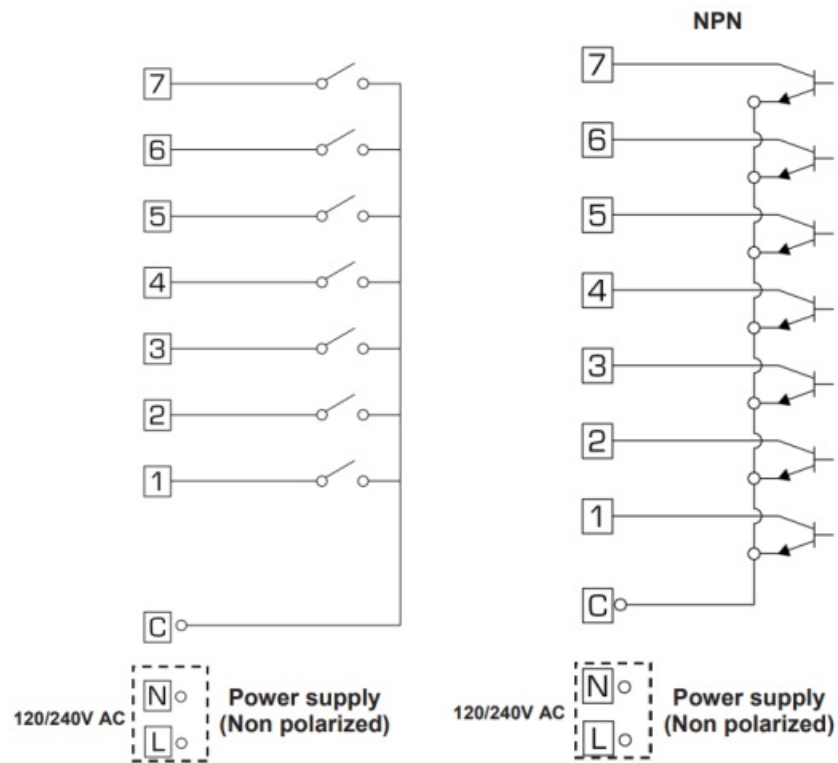 7
6
5
4
3
2
1
C
N
L
120/240V AC
Power supply
(Non polarized)
NPN
7
6
5
4
3
2
1
C
N
L
120/240V AC
Power supply
(Non polarized)